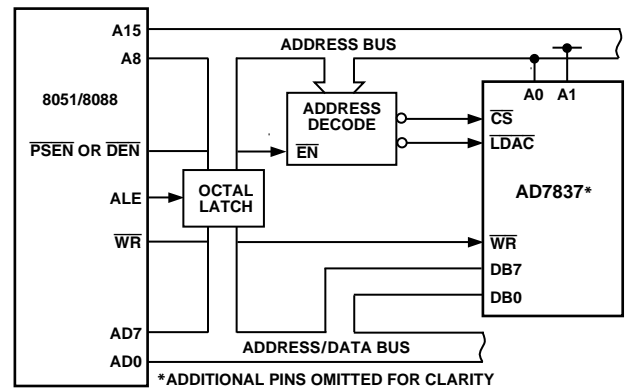 A15
ADDRESS BUS
A8
8051/8088
ADDRESS
DECODE
EN
A0 A1
CS
LDAC
PSEN OR DEN
ALE
OCTAL
LATCH
AD7837*
WR
WR
DB7
DB0
AD7
ADDRESS/DATA BUS
AD0
*ADDITIONAL PINS OMITTED FOR CLARITY